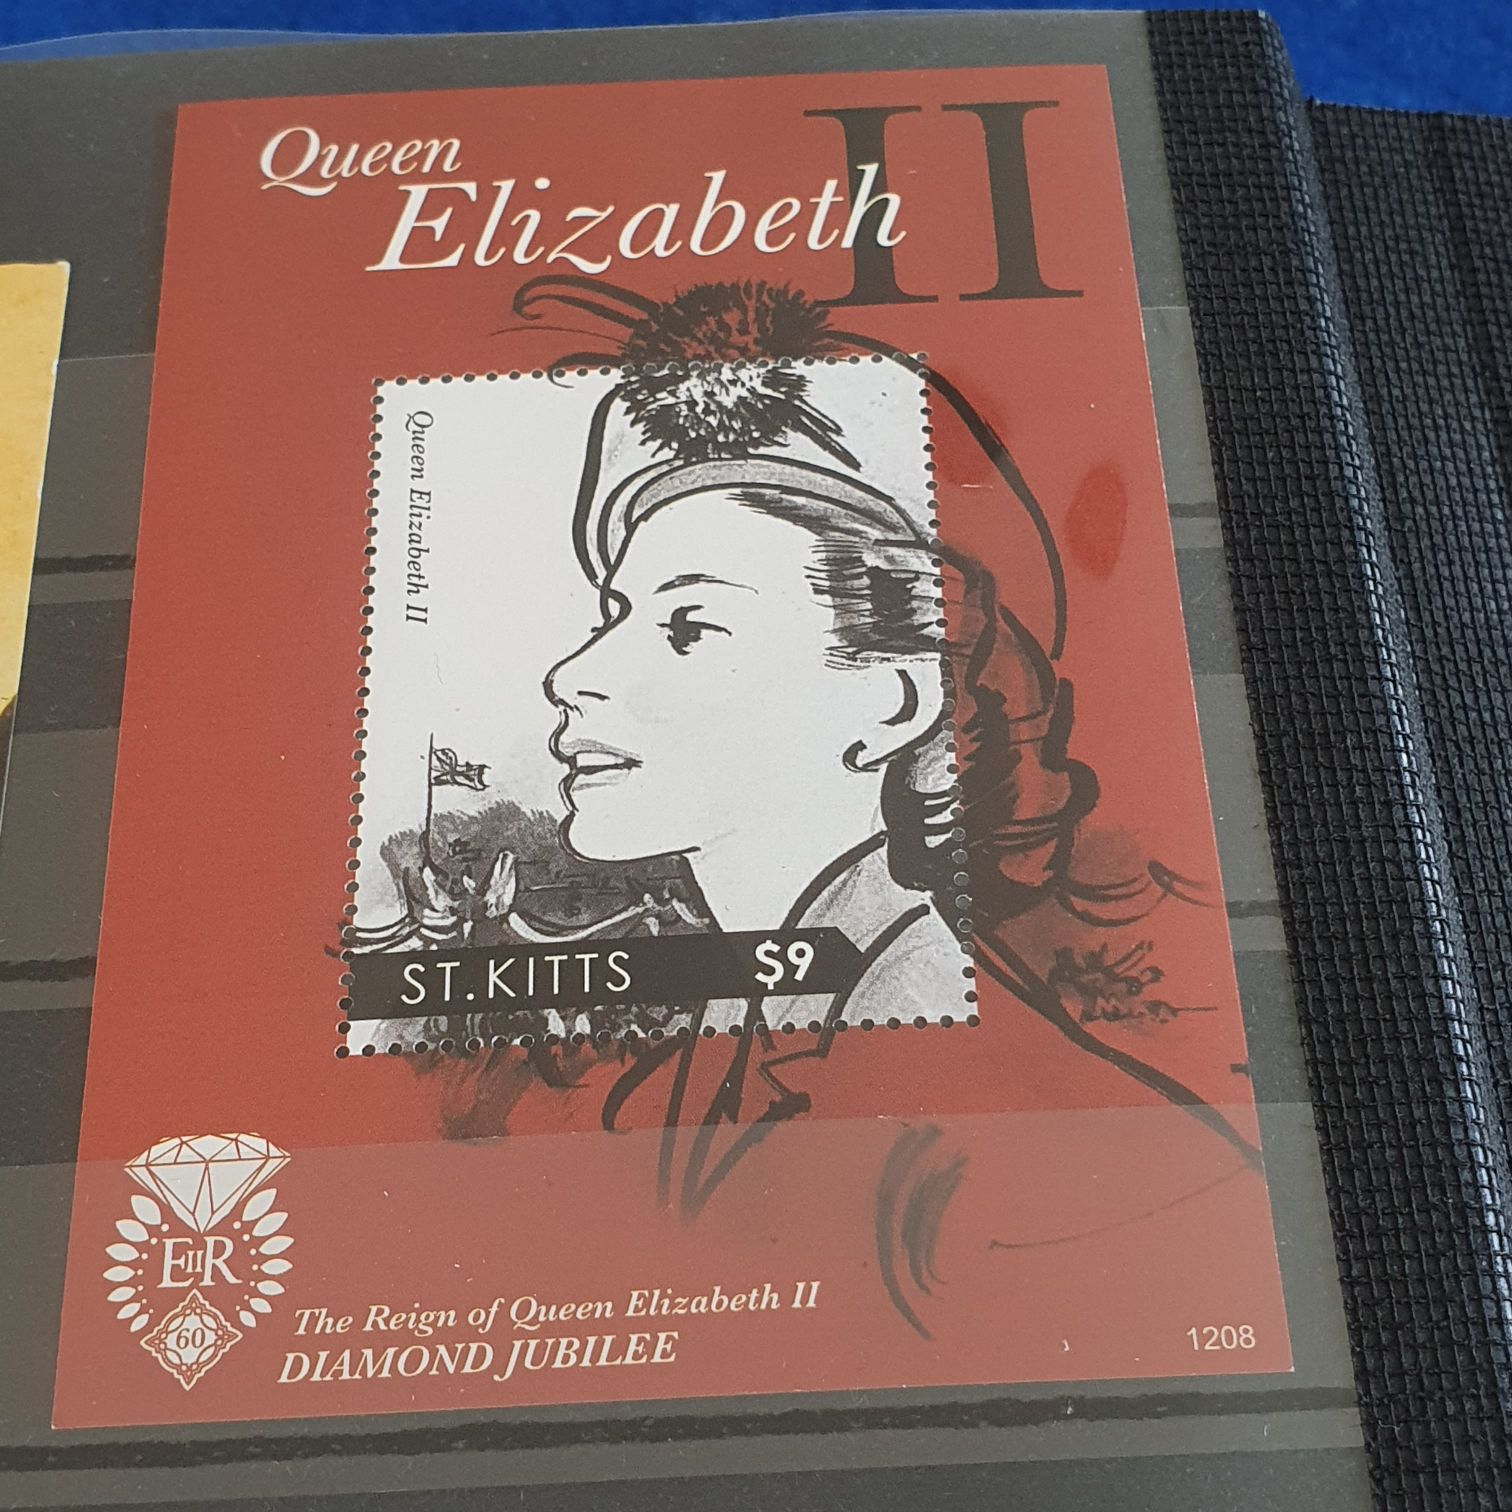 Queen
Elizabeth II
Queen Elizabeth II
ST.KITTS $9
EIIR
60
The Reign of Queen Elizabeth II
DIAMOND JUBILEE
1208